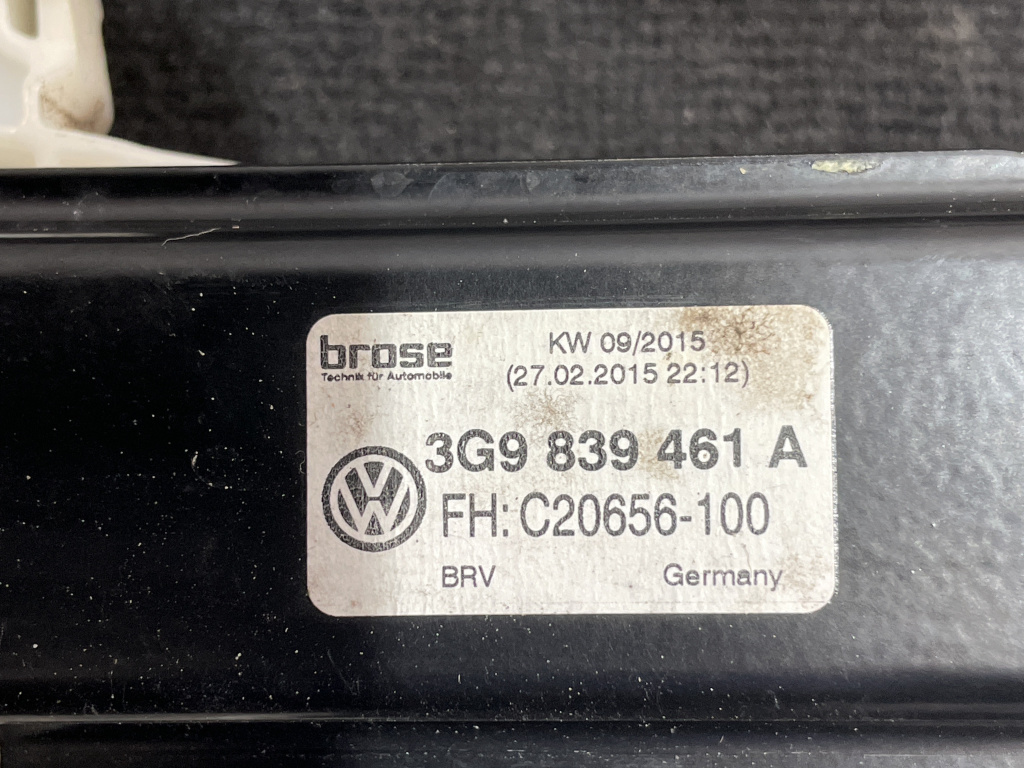 brose
Technik für Automobile
KW 09/2015
(27.02.2015 22:12)
3G9 839 461 A
FH: C20656-100
BRV Germany